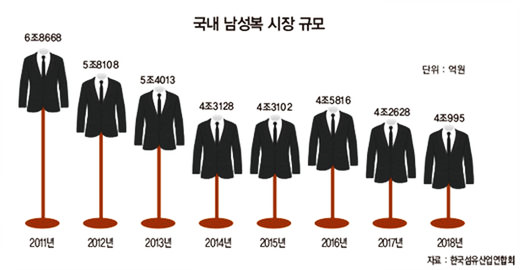 국내 남성복 시장 규모
단위 : 억원
6조8668
5조8108
5조4013
4조3128
4조3102
4조5816
4조2628
4조995
2011년
2012년
2013년
2014년
2015년
2016년
2017년
2018년
자료 : 한국섬유산업연합회